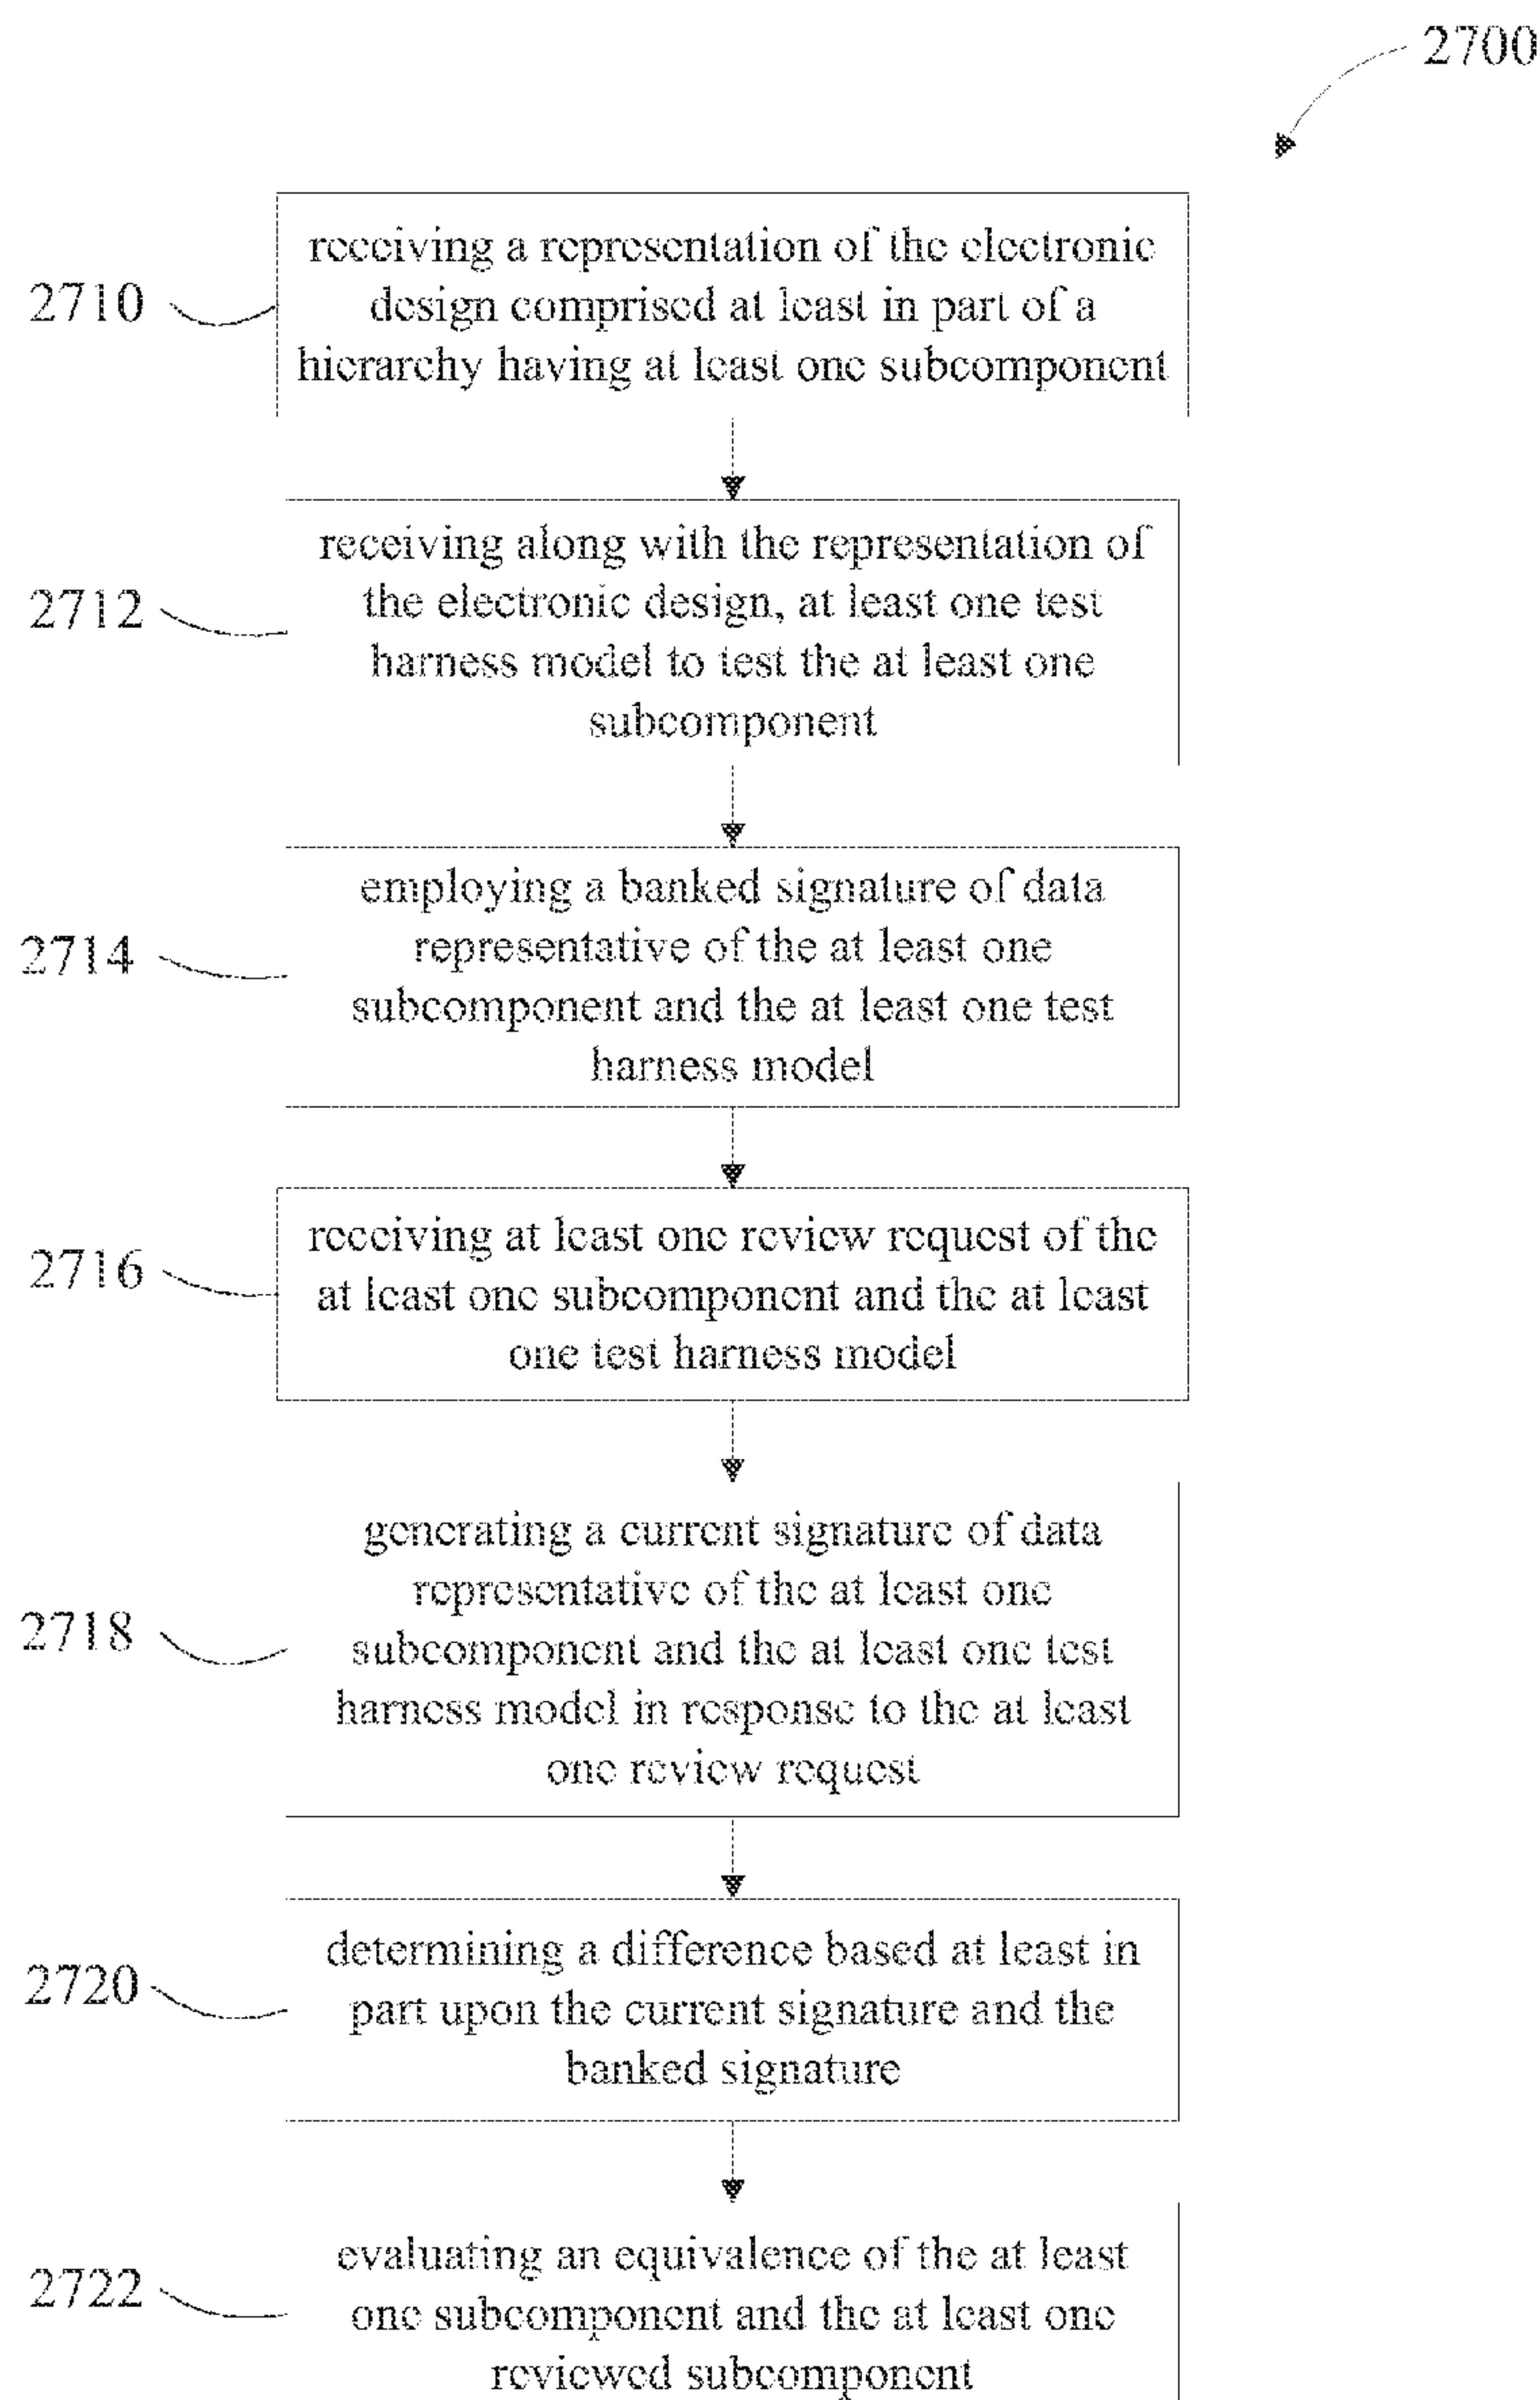 2700
2710
receiving a representation of the electronic
design comprised at least in part of a
hierarchy having at least one subcomponent
2712
receiving along with the representation of
the electronic design, at least one test
harness model to test the at least one
subcomponent
2714
employing a banked signature of data
representative of the at least one
subcomponent and the at least one test
harness model
2716
receiving at least one review request of the
at least one subcomponent and the at least
one test harness model
2718
generating a current signature of data
representative of the at least one
subcomponent and the at least one test
harness model in response to the at least
one review request
2720
determining a difference based at least in
part upon the current signature and the
banked signature
2722
evaluating an equivalence of the at least
one subcomponent and the at least one
reviewed subcomponent